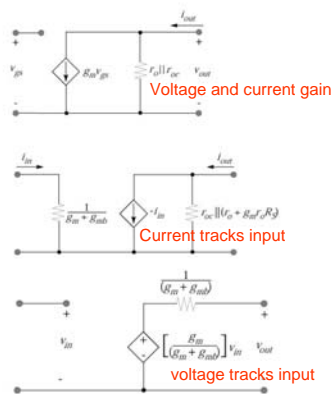 i_out
+ +
v_gs g_m v_gs r_o || r_oc v_out
Voltage and current gain
- -
i_in i_out
1/(g_m + g_mb) -i_in r_oc || (r_o + g_m r_o R_S)
Current tracks input
1/(g_m + g_mb)
+ +
v_in + - [g_m/(g_m + g_mb)] v_in v_out
voltage tracks input
- -